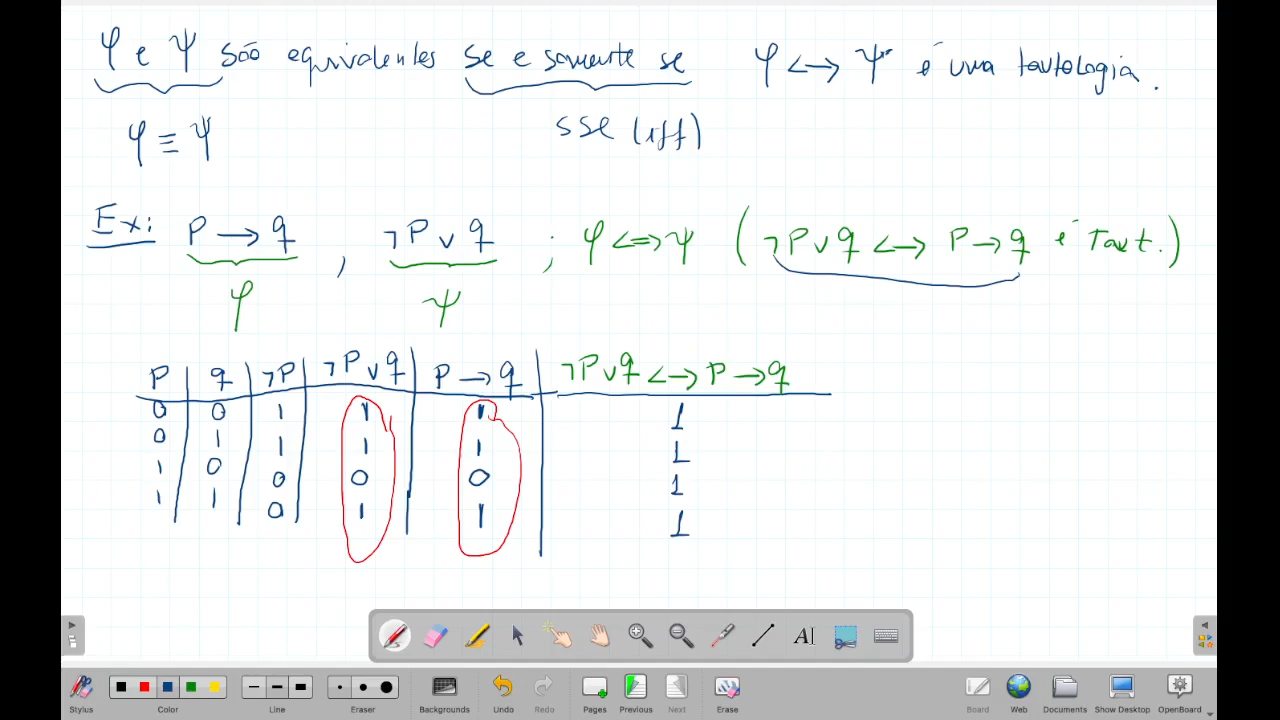 φ e ψ são equivalentes se e somente se φ <-> ψ é uma tautologia.
φ ≡ ψ sse (iff)
Ex: P → q , ¬P ∨ q ; φ <=> ψ (¬P ∨ q <-> P → q é Taut.)
φ ψ
P q ¬P ¬P ∨ q P → q ¬P ∨ q <-> P → q
0 0 1 1 1 1
0 1 1 1 1 1
1 0 0 0 0 1
1 1 0 1 1 1
Stylus Color Line Eraser Backgrounds Undo Redo Pages Previous Next Erase Board Web Documents Show Desktop OpenBoard